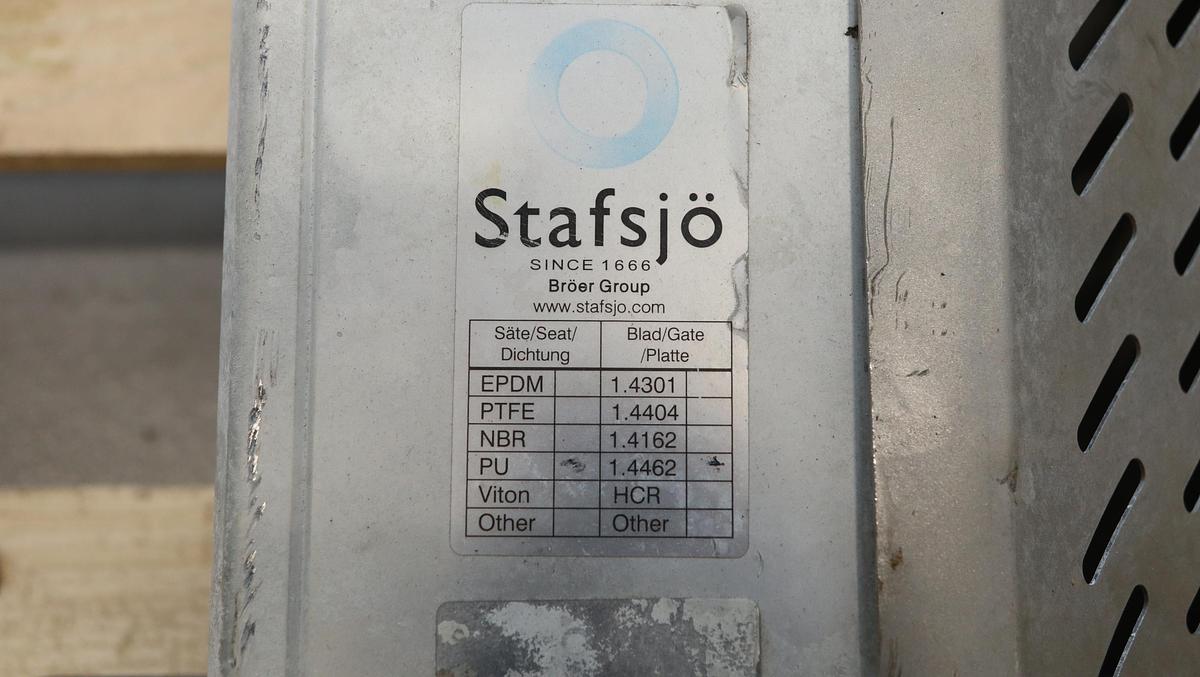 Stafsjö
SINCE 1666
Bröer Group
www.stafsjo.com
Säte/Seat/ Blad/Gate
Dichtung /Platte
EPDM 1.4301
PTFE 1.4404
NBR 1.4162
PU 1.4462
Viton HCR
Other Other